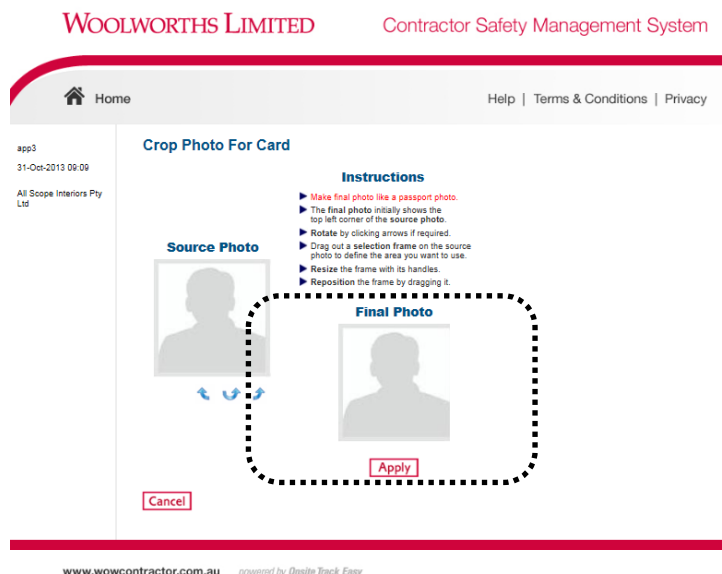 WOOLWORTHS LIMITED
Contractor Safety Management System
Home
Help | Terms & Conditions | Privacy
app3
31-Oct-2013 09:09
All Scope Interiors Pty
Ltd
Crop Photo For Card
Instructions
Make final photo like a passport photo.
The final photo initially shows the
top left corner of the source photo.
Rotate by clicking arrows if required.
Drag out a selection frame on the source
photo to define the area you want to use.
Resize the frame with its handles.
Reposition the frame by dragging it.
Source Photo
Final Photo
Apply
Cancel
www.wowcontractor.com.au powered by Onsite Track Easy